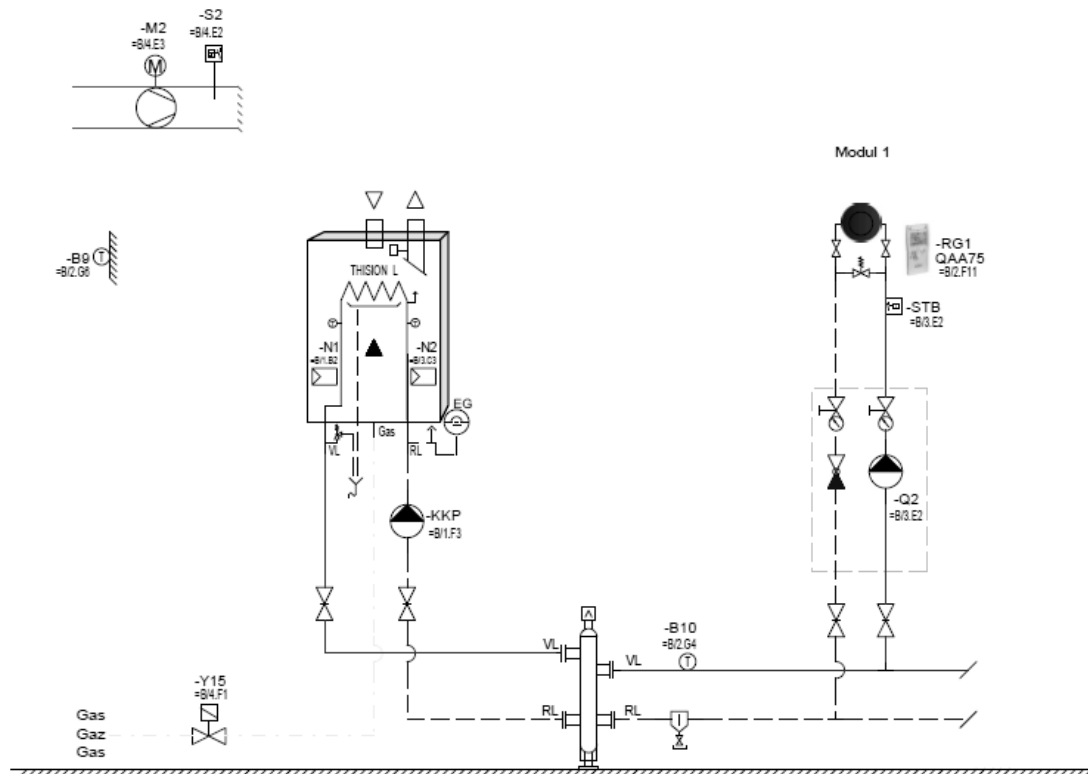 -M2
=B/4.E3
-S2
=B/4.E2
M
Modul 1
-B9
=B/2.G6
T
THISION L
-RG1
QAA75
=B/2.F11
-STB
=B/3.E2
T
T
-N1
=B/1.B2
-N2
=B/3.C3
EG
Gas
VL
RL
-KKP
=B/1.F3
-Q2
=B/3.E2
A
VL
-B10
=B/2.G4
T
VL
-Y15
=B/4.F1
RL
RL
Gas
Gaz
Gas